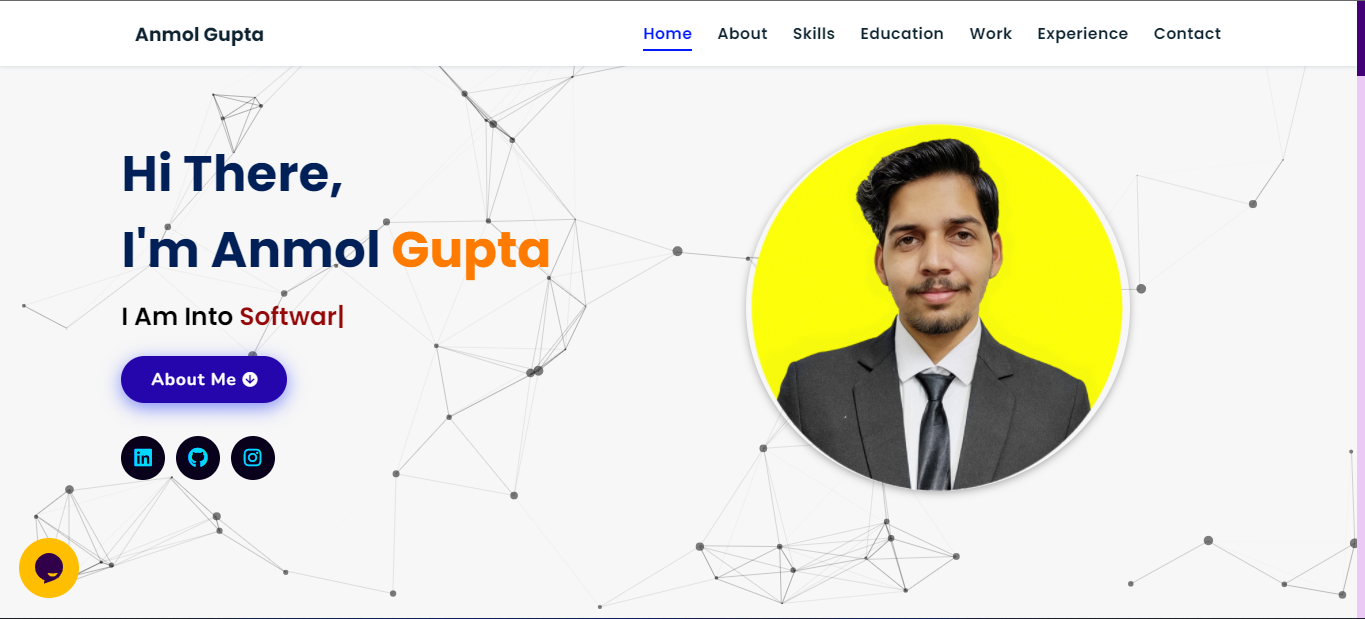 Anmol Gupta
Home About Skills Education Work Experience Contact
Hi There,
I'm Anmol Gupta
I Am Into Softwar|
About Me